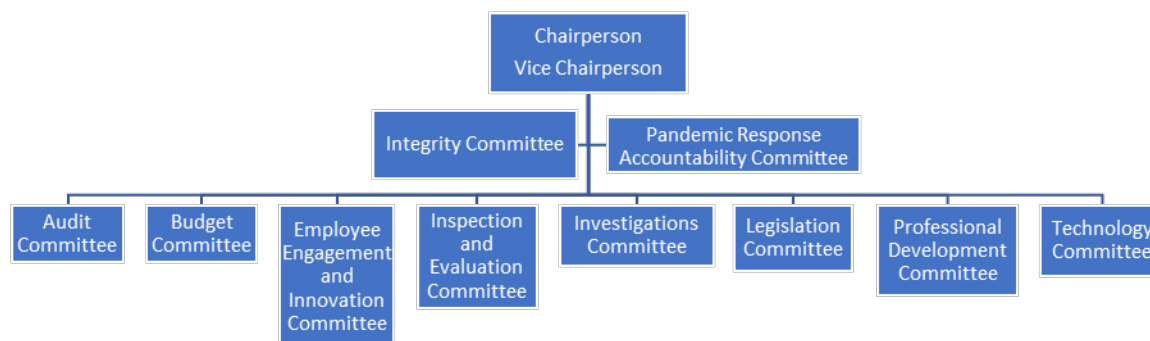 Chairperson
Vice Chairperson
Integrity Committee
Pandemic Response
Accountability Committee
Audit
Committee
Budget
Committee
Employee
Engagement
and
Innovation
Committee
Inspection
and
Evaluation
Committee
Investigations
Committee
Legislation
Committee
Professional
Development
Committee
Technology
Committee